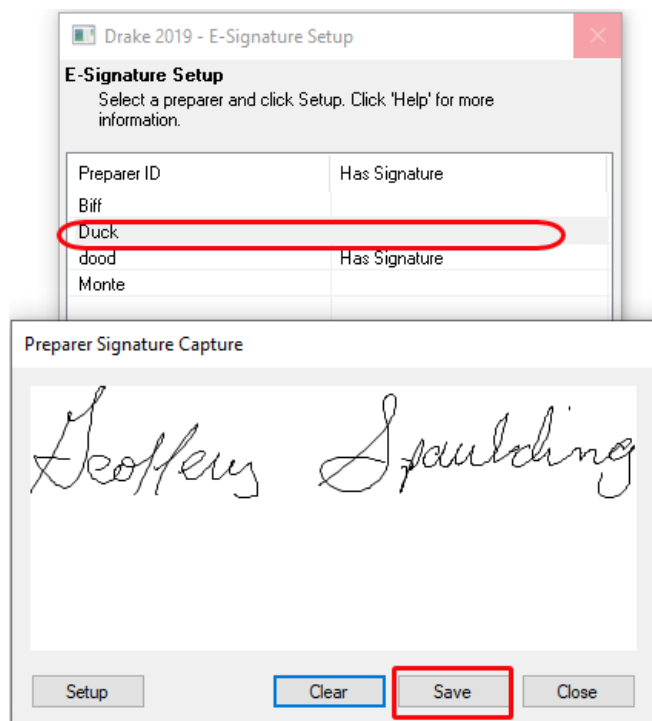 Drake 2019 - E-Signature Setup
E-Signature Setup
Select a preparer and click Setup. Click 'Help' for more
information.
Preparer ID Has Signature
Biff
Duck
dood Has Signature
Monte
Preparer Signature Capture
Geoffery Spaulding
Setup Clear Save Close